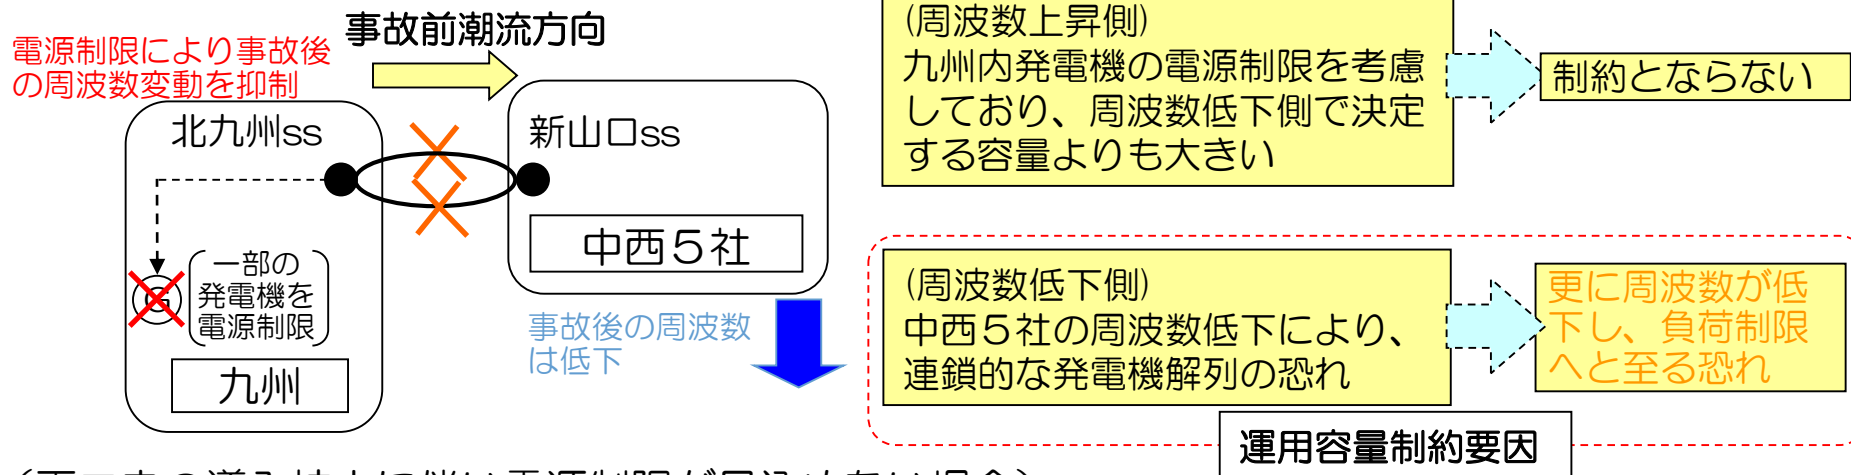 事故前潮流方向
電源制限により事故後
の周波数変動を抑制
北九州ss
新山口ss
中西5社
G
一部の
発電機を
電源制限
九州
事故後の周波数
は低下
(周波数上昇側)
九州内発電機の電源制限を考慮
しており、周波数低下側で決定
する容量よりも大きい
制約とならない
(周波数低下側)
中西5社の周波数低下により、
連鎖的な発電機解列の恐れ
更に周波数が低
下し、負荷制限
へと至る恐れ
運用容量制約要因